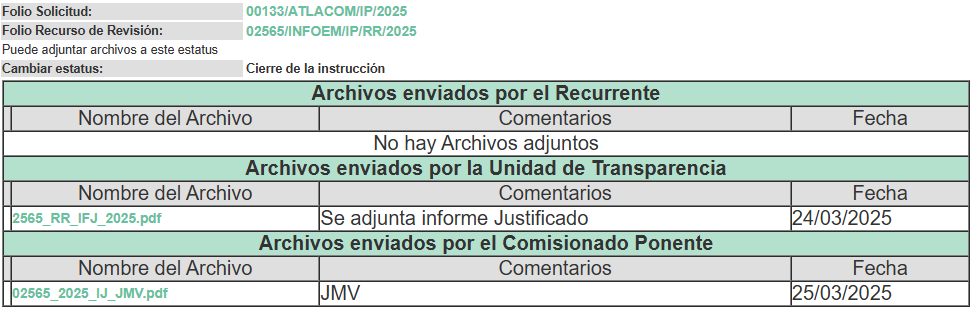 Folio Solicitud: 00133/ATLACOM/IP/2025
Folio Recurso de Revisión: 02565/INFOEM/IP/RR/2025
Puede adjuntar archivos a este estatus
Cambiar estatus: Cierre de la instrucción
Archivos enviados por el Recurrente
Nombre del Archivo Comentarios Fecha
No hay Archivos adjuntos
Archivos enviados por la Unidad de Transparencia
Nombre del Archivo Comentarios Fecha
2565_RR_IFJ_2025.pdf Se adjunta informe Justificado 24/03/2025
Archivos enviados por el Comisionado Ponente
Nombre del Archivo Comentarios Fecha
02565_2025_IJ_JMV.pdf JMV 25/03/2025